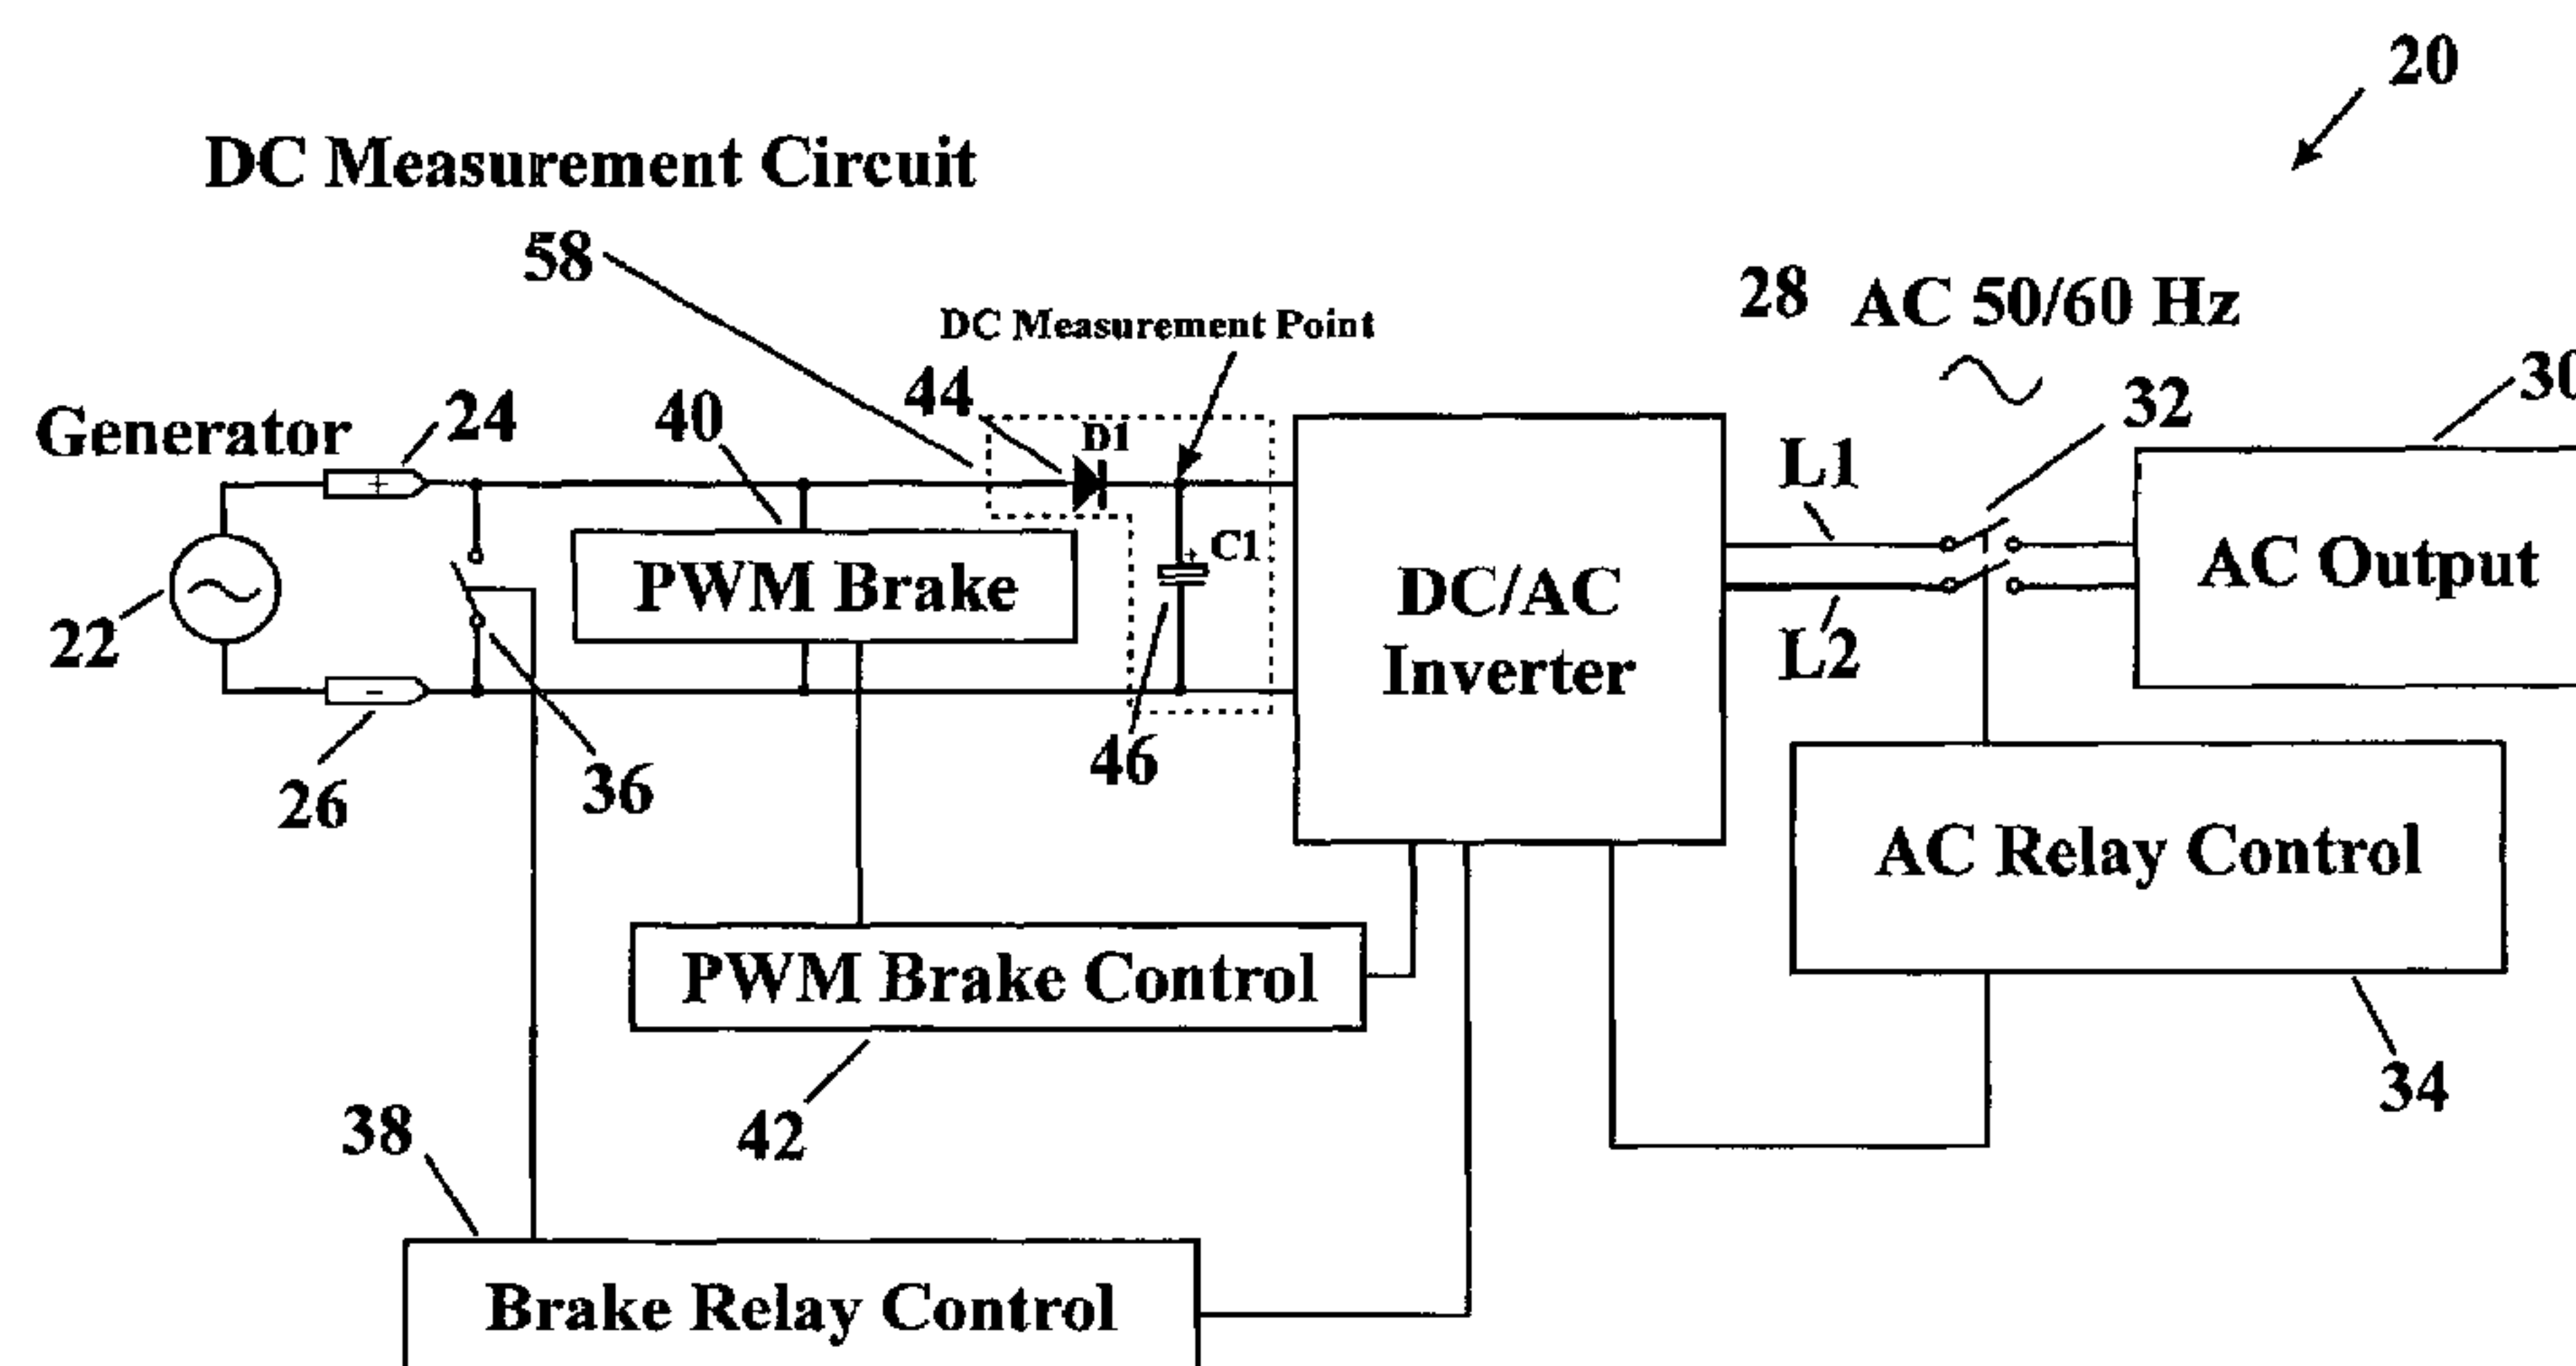 20
DC Measurement Circuit
58
DC Measurement Point
28 AC 50/60 Hz
Generator
24
40
44
D1
32
30
+
L1
22
PWM Brake
C1
+
DC/AC
Inverter
AC Output
L2
-
26
36
46
AC Relay Control
PWM Brake Control
42
34
38
Brake Relay Control